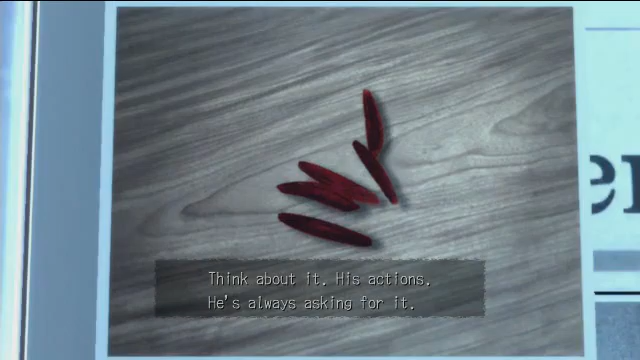 Think about it. His actions.
He's always asking for it.